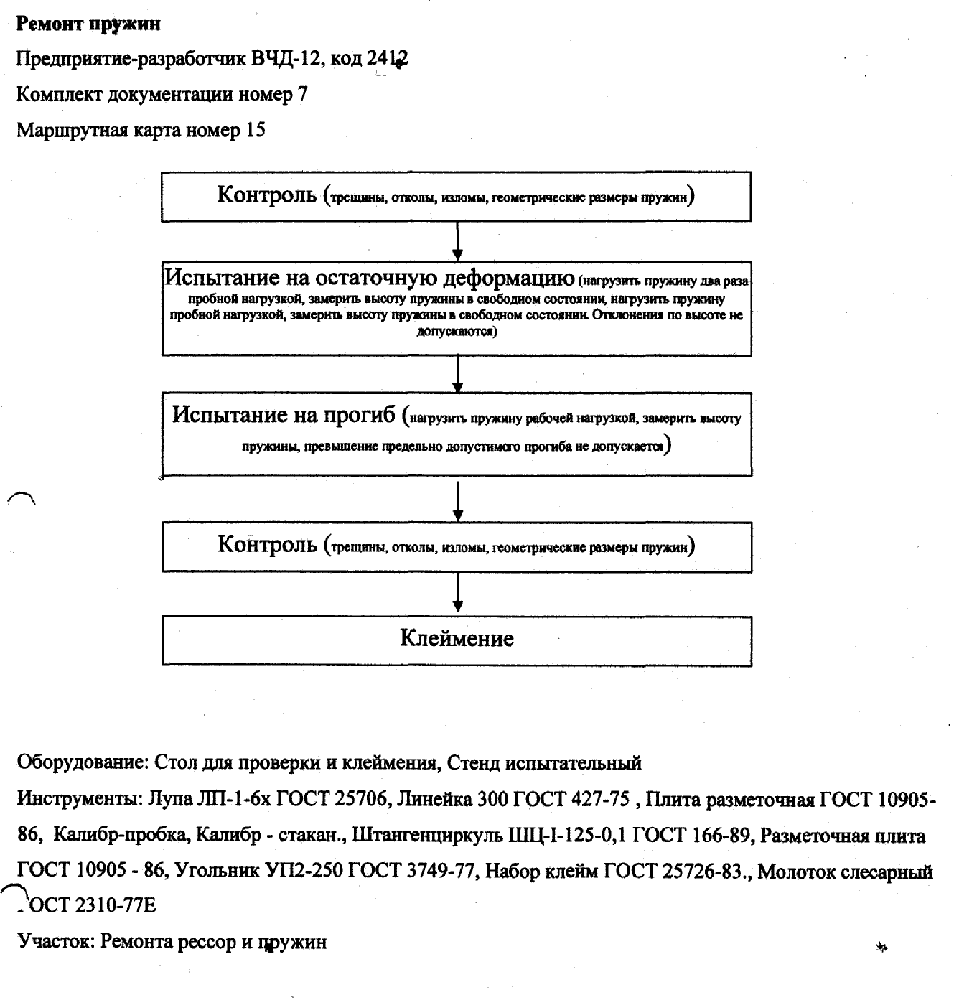 Ремонт пружин
Предприятие-разработчик ВЧД-12, код 2412
Комплект документации номер 7
Маршрутная карта номер 15
Контроль (трещины, отколы, изломы, геометрические размеры пружин)
Испытание на остаточную деформацию (нагрузить пружину два раза
пробной нагрузкой, замерить высоту пружины в свободном состоянии, нагрузить пружину
пробной нагрузкой, замерить высоту пружины в свободном состоянии. Отклонения по высоте не
допускаются)
Испытание на прогиб (нагрузить пружину рабочей нагрузкой, замерить высоту
пружины, превышение предельно допустимого прогиба не допускается)
Контроль (трещины, отколы, изломы, геометрические размеры пружин)
Клеймение
Оборудование: Стол для проверки и клеймения, Стенд испытательный
Инструменты: Лупа ЛП-1-6х ГОСТ 25706, Линейка 300 ГОСТ 427-75 , Плита разметочная ГОСТ 10905-
86, Калибр-пробка, Калибр - стакан., Штангенциркуль ШЦ-I-125-0,1 ГОСТ 166-89, Разметочная плита
ГОСТ 10905 - 86, Угольник УП2-250 ГОСТ 3749-77, Набор клейм ГОСТ 25726-83., Молоток слесарный
ГОСТ 2310-77Е
Участок: Ремонта рессор и пружин